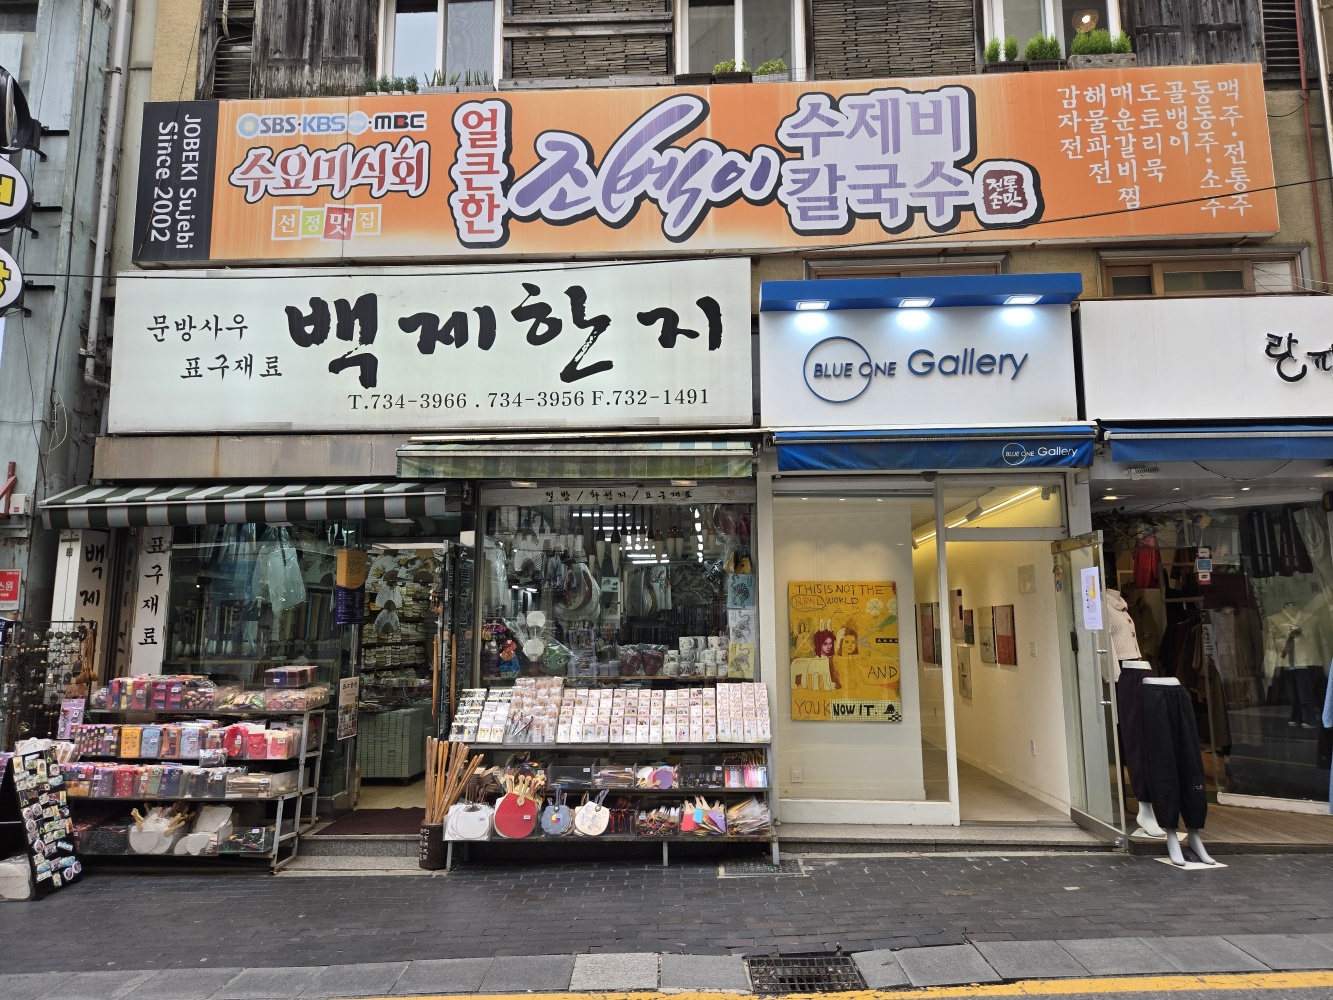 JOBEKI Sujebi
Since 2002
SBS·KBS·MBC
수요미식회
선정맛집
얼큰한
조백이
수제비
칼국수
전통
손맛
감자전
해물파전
매운갈비찜
도토리묵
골뱅이
동동주·소주
맥주·전통주
문방사우
표구재료
백제한지
T.734-3966 . 734-3956 F.732-1491
BLUE ONE Gallery
BLUE ONE Gallery
백제
표구재료
THIS IS NOT THE
REAL WORLD
AND
YOU KNOW IT.